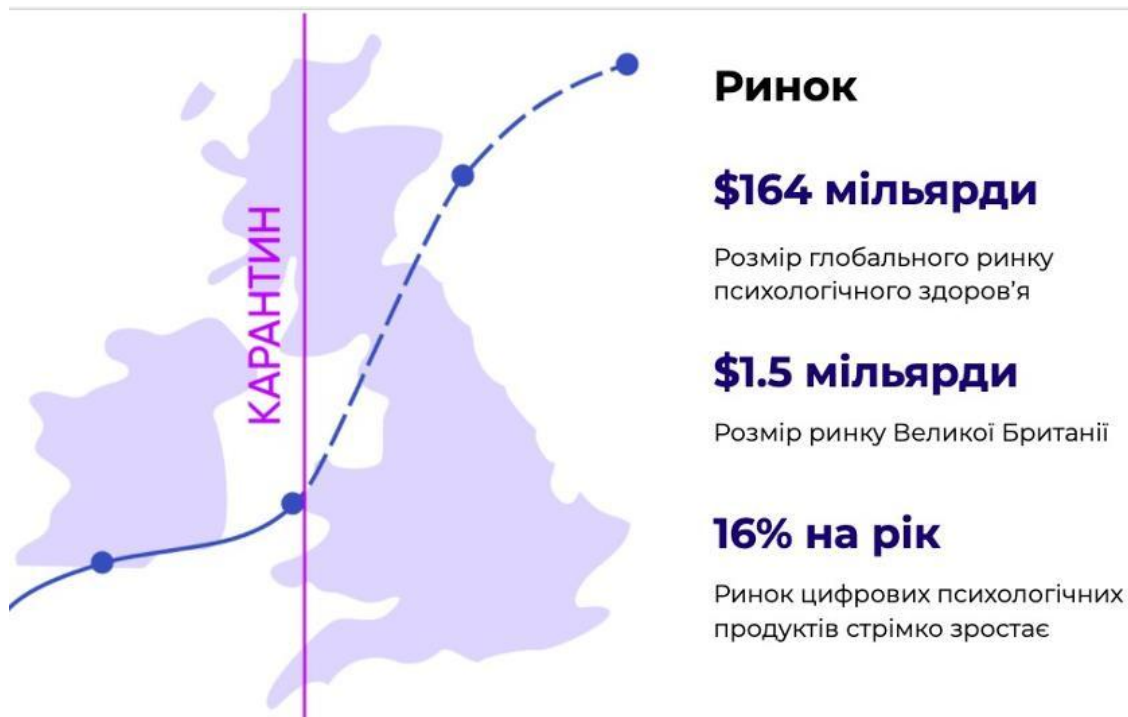 КАРАНТИН
Ринок
$164 мільярди
Розмір глобального ринку
психологічного здоров’я
$1.5 мільярди
Розмір ринку Великої Британії
16% на рік
Ринок цифрових психологічних
продуктів стрімко зростає